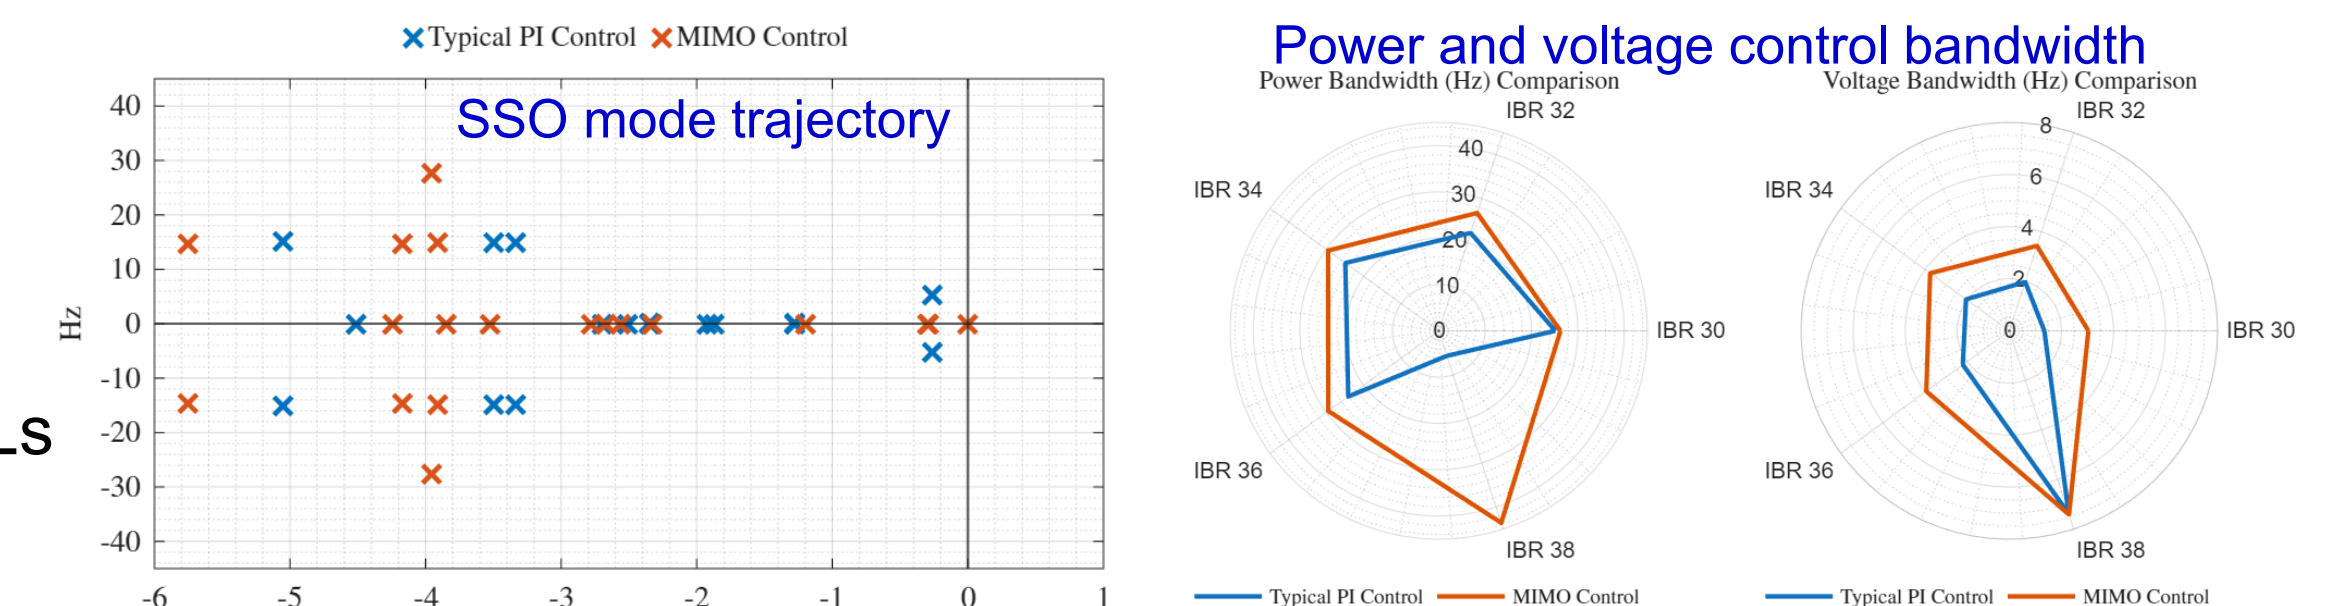 Typical PI Control MIMO Control
SSO mode trajectory
40
30
20
10
0
-10
-20
-30
-40
Hz
-6 -5 -4 -3 -2 -1 0 1
LS
Power and voltage control bandwidth
Power Bandwidth (Hz) Comparison
IBR 32
IBR 34
IBR 30
IBR 36
IBR 38
40
30
20
10
0
Typical PI Control MIMO Control
Voltage Bandwidth (Hz) Comparison
IBR 32
IBR 34
IBR 30
IBR 36
IBR 38
8
6
4
2
0
Typical PI Control MIMO Control